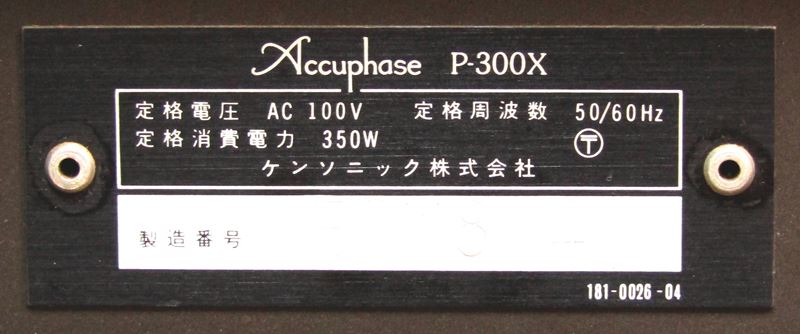 Accuphase P-300X
定格電圧 AC 100V 定格周波数 50/60Hz
定格消費電力 350W 〶
ケンソニック株式会社
製造番号
181-0026-04